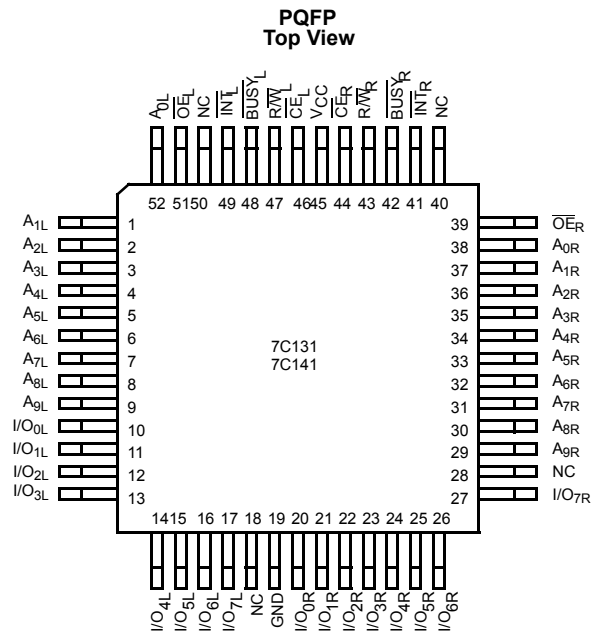 PQFP
Top View
A0L
OEL
NC
INTL
BUSYL
R/WL
CEL
VCC
CER
R/WR
BUSYR
INTR
NC
52 51 50 49 48 47 46 45 44 43 42 41 40
A1L 1
A2L 2
A3L 3
A4L 4
A5L 5
A6L 6
A7L 7
A8L 8
A9L 9
I/O0L 10
I/O1L 11
I/O2L 12
I/O3L 13
7C131
7C141
39 OER
38 A0R
37 A1R
36 A2R
35 A3R
34 A4R
33 A5R
32 A6R
31 A7R
30 A8R
29 A9R
28 NC
27 I/O7R
14 15 16 17 18 19 20 21 22 23 24 25 26
I/O4L
I/O5L
I/O6L
I/O7L
NC
GND
I/O0R
I/O1R
I/O2R
I/O3R
I/O4R
I/O5R
I/O6R